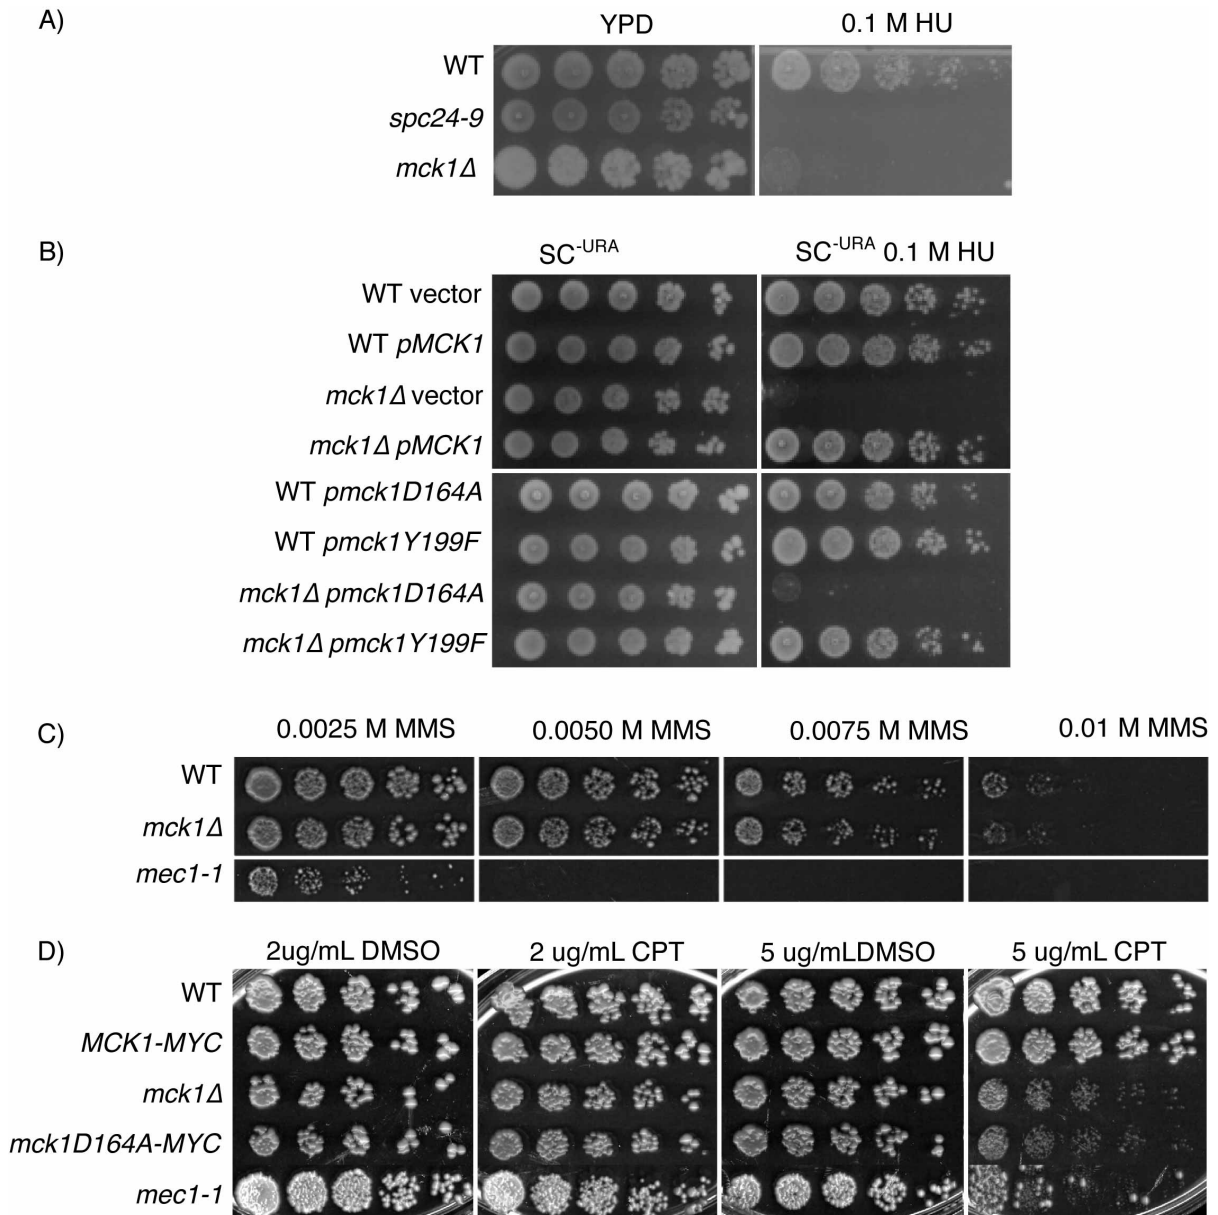 A)
YPD
0.1 M HU
WT
spc24-9
mck1Δ
B)
SC-URA
SC-URA 0.1 M HU
WT vector
WT pMCK1
mck1Δ vector
mck1Δ pMCK1
WT pmck1D164A
WT pmck1Y199F
mck1Δ pmck1D164A
mck1Δ pmck1Y199F
C)
0.0025 M MMS
0.0050 M MMS
0.0075 M MMS
0.01 M MMS
WT
mck1Δ
mec1-1
D)
2ug/mL DMSO
2 ug/mL CPT
5 ug/mLDMSO
5 ug/mL CPT
WT
MCK1-MYC
mck1Δ
mck1D164A-MYC
mec1-1